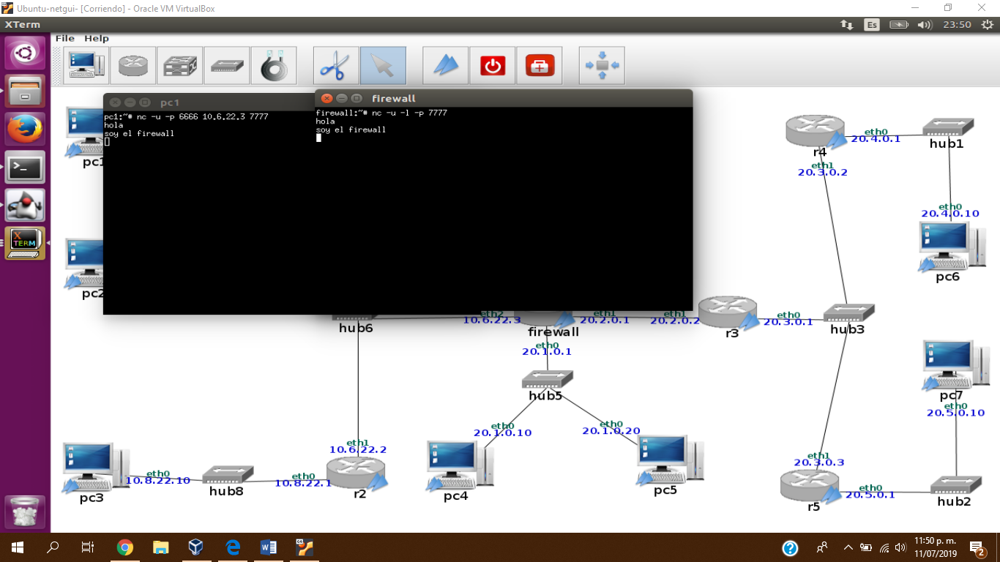 Ubuntu-netgui- [Corriendo] - Oracle VM VirtualBox
XTerm
Es
23:50
File Help
pc1
pc1:~# nc -u -p 6666 10.6.22.3 7777
hola
soy el firewall
firewall
firewall:~# nc -u -l -p 7777
hola
soy el firewall
pc1
pc2
X
TERM
r4
eth0
20.4.0.1
hub1
eth1
20.3.0.2
eth0
20.4.0.10
pc6
hub6
eth2
10.6.22.3
firewall
eth1
20.2.0.1
eth1
20.2.0.2
r3
eth0
20.3.0.1
hub3
eth0
20.1.0.1
hub5
pc7
eth0
20.5.0.10
eth0
20.1.0.10
eth0
20.1.0.20
eth1
10.6.22.2
eth1
20.3.0.3
pc3
eth0
10.8.22.10
hub8
eth0
10.8.22.1
r2
pc4
pc5
r5
eth0
20.5.0.1
hub2
64
11:50 p. m.
11/07/2019
2